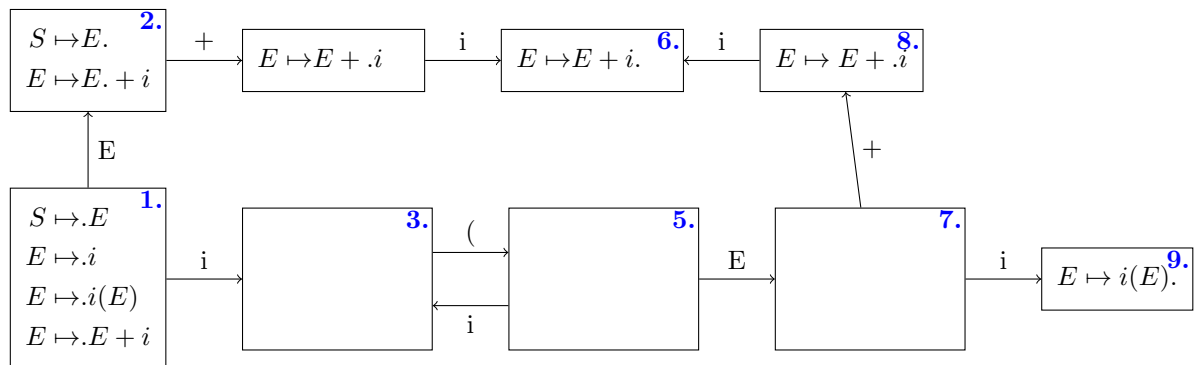 2.
S ↦ E.
E ↦ E. + i
+
E ↦ E + .i
i
6.
E ↦ E + i.
i
8.
E ↦ E + .i
E
+
1.
S ↦ .E
E ↦ .i
E ↦ .i(E)
E ↦ .E + i
i
3.
(
i
5.
E
7.
i
9.
E ↦ i(E).